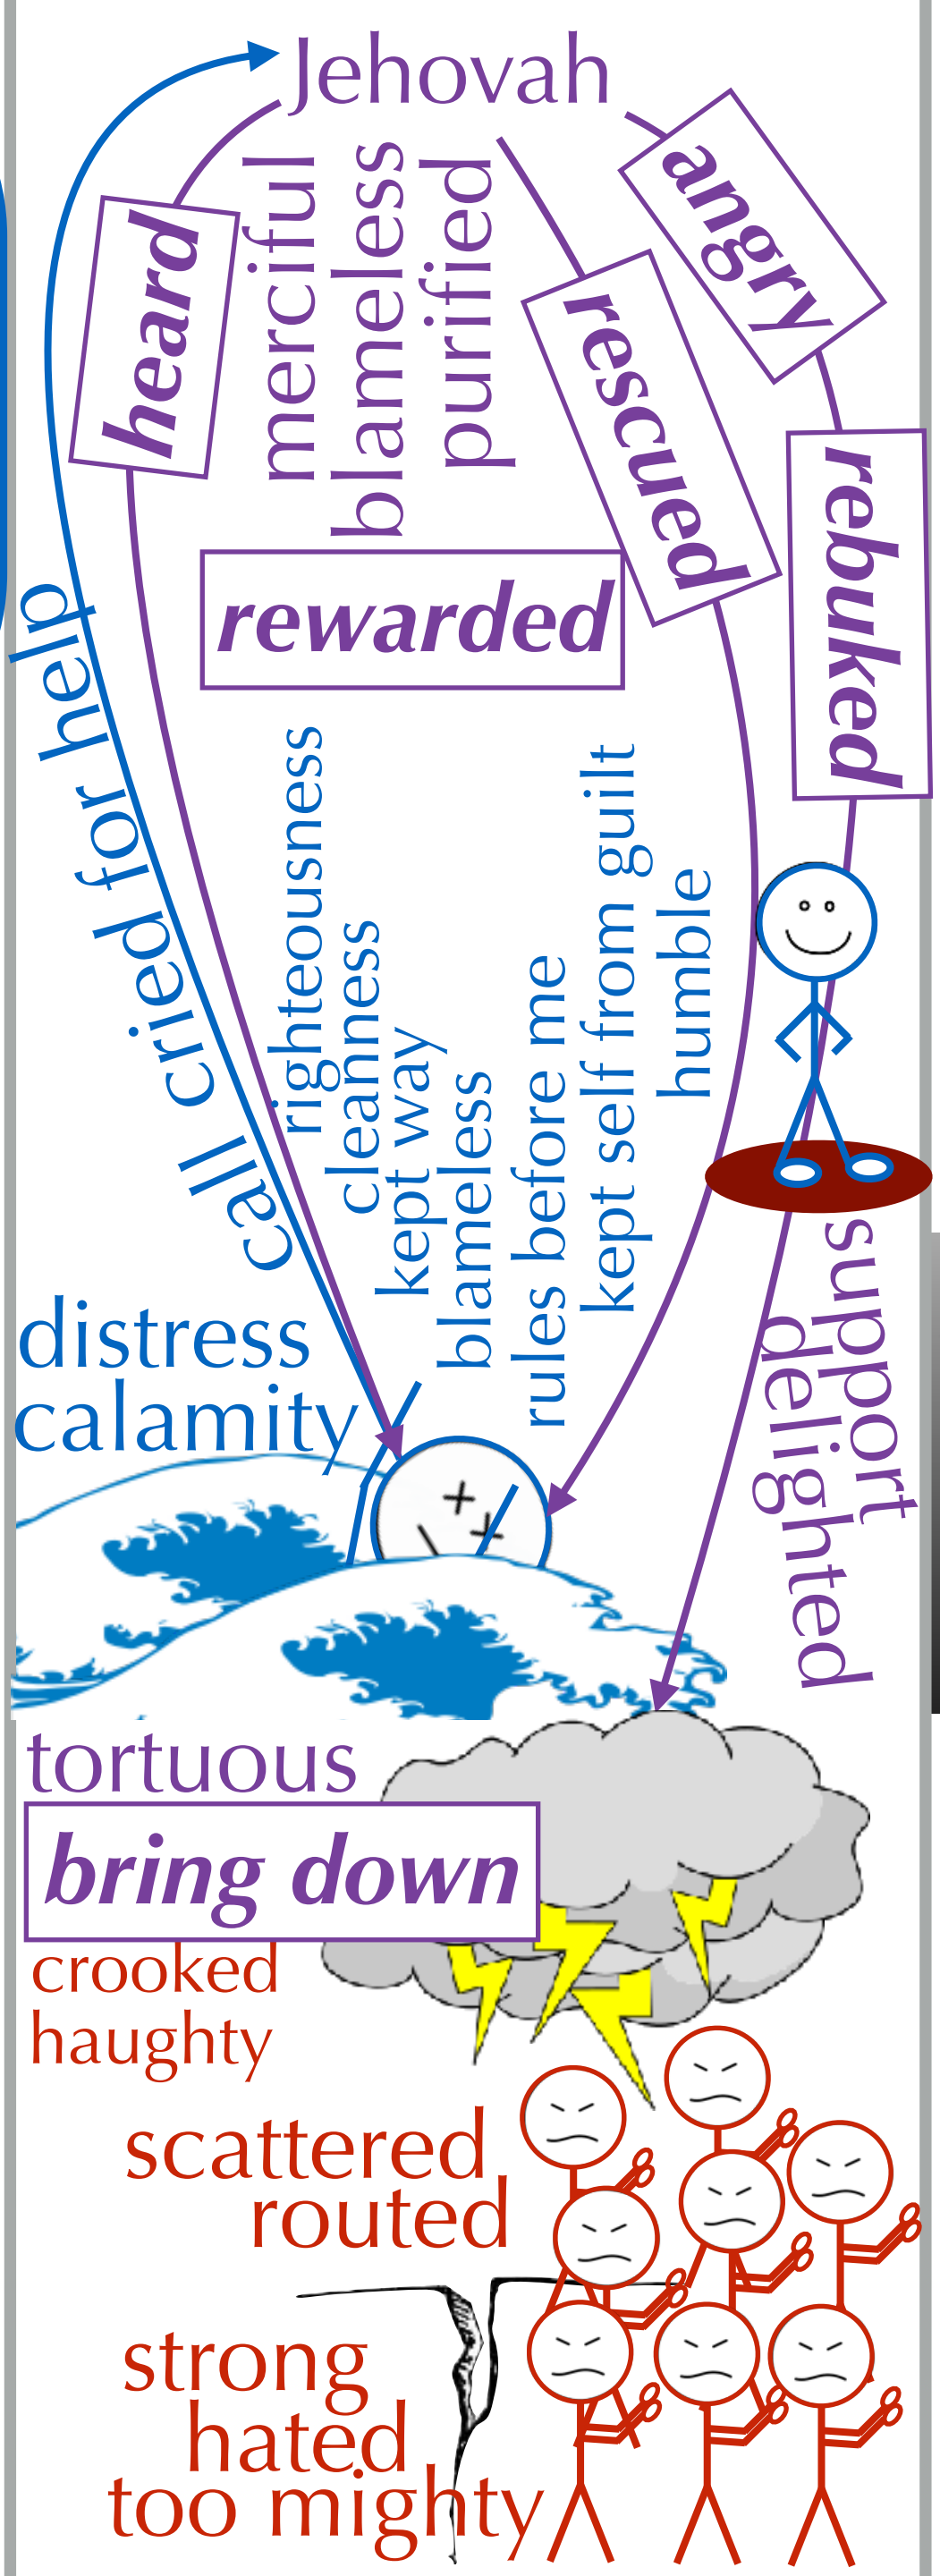 Jehovah
heard
merciful
blameless
purified
rescued
angry
rebuked
rewarded
call cried for help
righteousness
cleanness
kept way
blameless
rules before me
kept self from guilt
humble
support
delighted
distress
calamity
tortuous
bring down
crooked
haughty
scattered
routed
strong
hated
too mighty